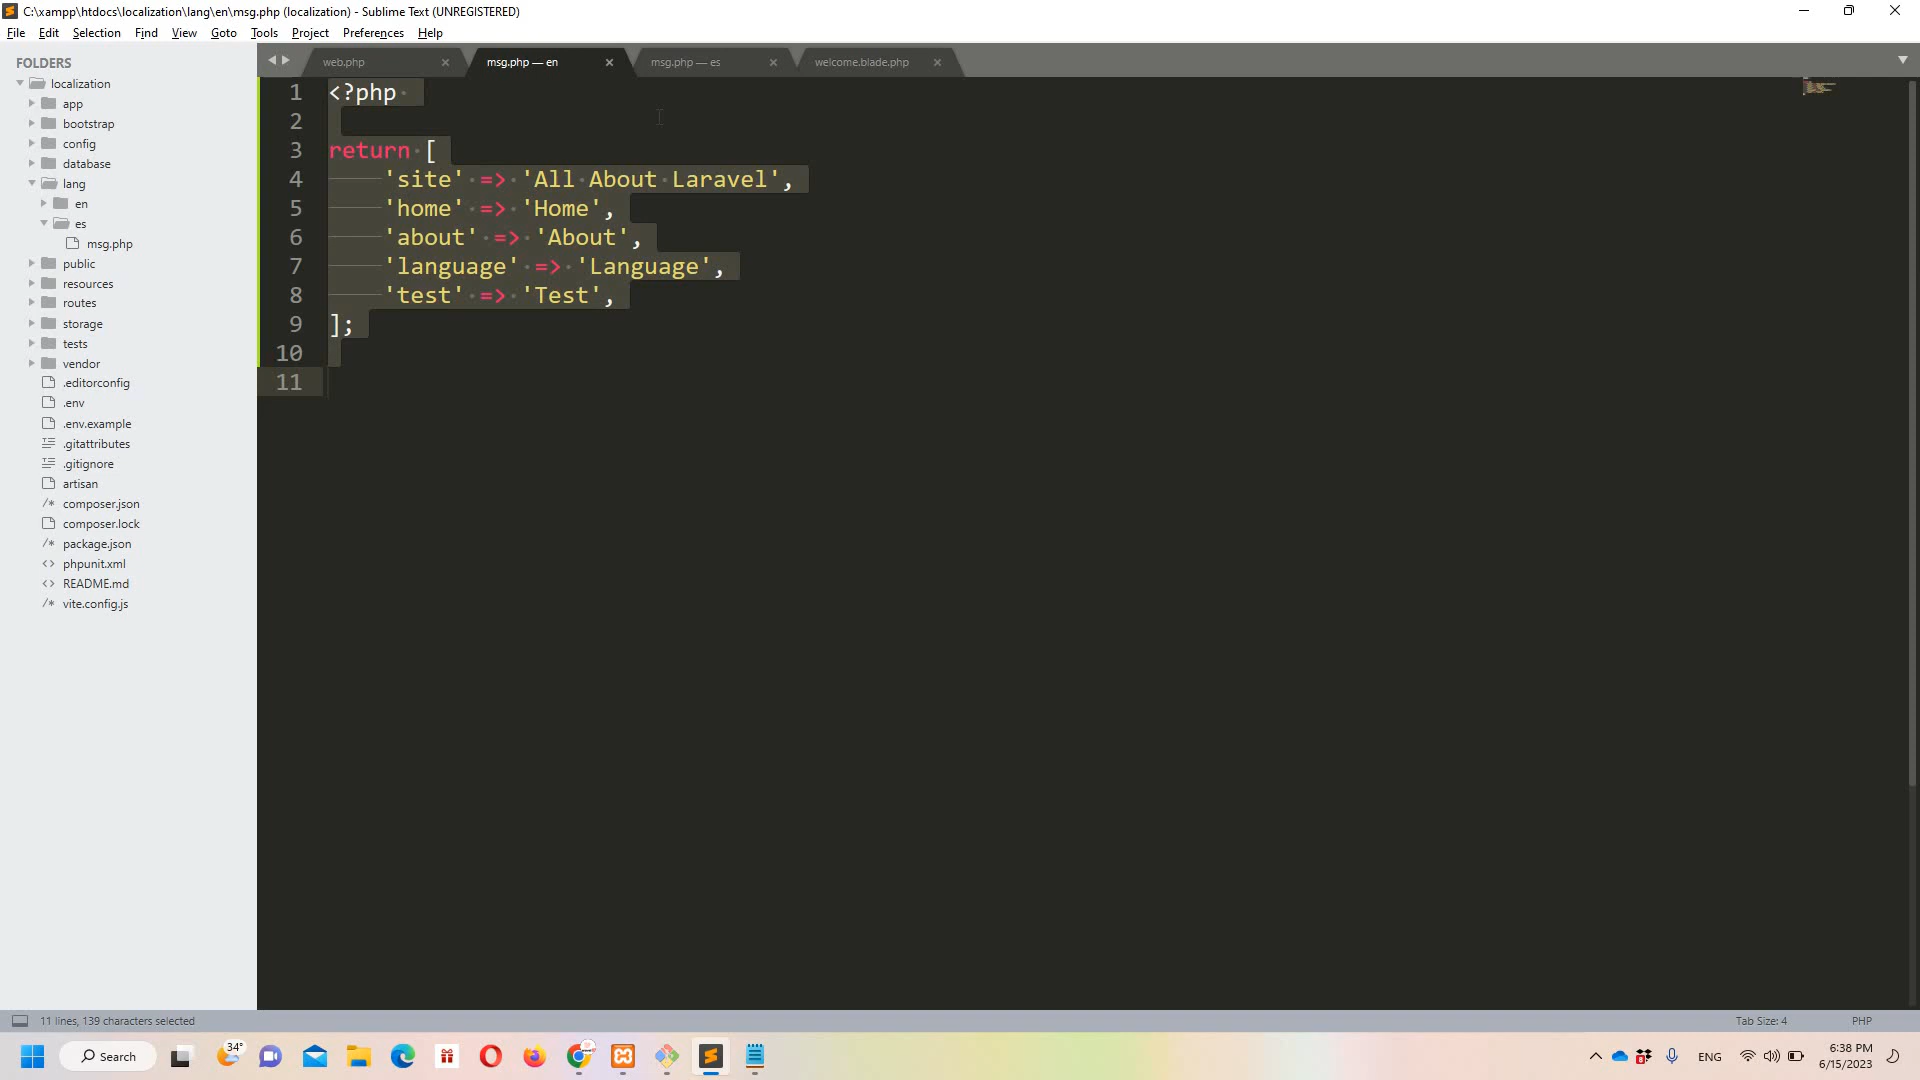 C:\xampp\htdocs\localization\lang\en\msg.php (localization) - Sublime Text (UNREGISTERED)
File Edit Selection Find View Goto Tools Project Preferences Help
FOLDERS
localization
app
bootstrap
config
database
lang
en
es
msg.php
public
resources
routes
storage
tests
vendor
.editorconfig
.env
.env.example
.gitattributes
.gitignore
artisan
composer.json
composer.lock
package.json
phpunit.xml
README.md
vite.config.js
web.php
msg.php — en
msg.php — es
welcome.blade.php
1 <?php
2
3 return [
4 'site' => 'All About Laravel',
5 'home' => 'Home',
6 'about' => 'About',
7 'language' => 'Language',
8 'test' => 'Test',
9 ];
10
11
11 lines, 139 characters selected
Tab Size: 4
PHP
Search
34°
8
ENG
6:38 PM
6/15/2023